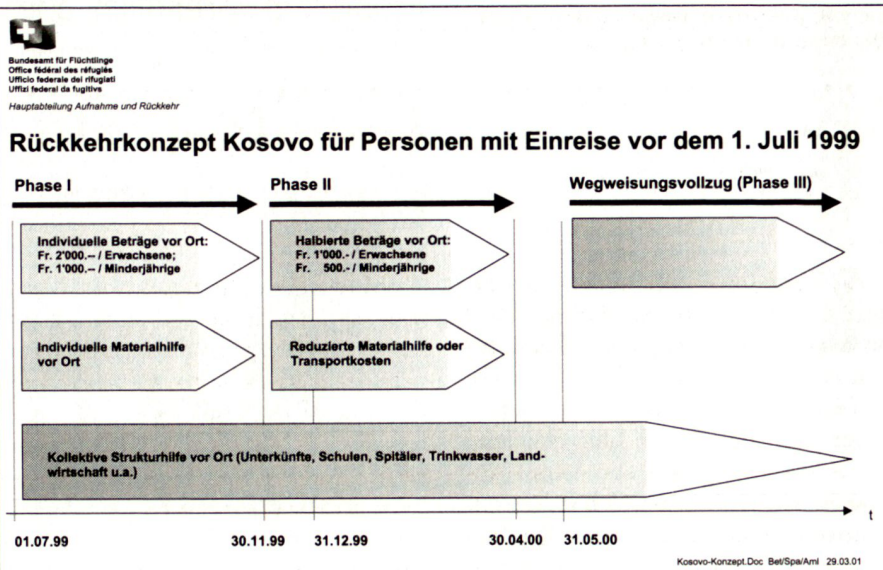 Bundesamt für Flüchtlinge
Office fédéral des réfugiés
Ufficio federale dei rifugiati
Uffizi federal da fugitivs
Hauptabteilung Aufnahme und Rückkehr
Rückkehrkonzept Kosovo für Personen mit Einreise vor dem 1. Juli 1999
Phase I
Phase II
Wegweisungsvollzug (Phase III)
Individuelle Beträge vor Ort:
Fr. 2'000.-- / Erwachsene;
Fr. 1'000.-- / Minderjährige
Halbierte Beträge vor Ort:
Fr. 1'000.- / Erwachsene
Fr. 500.- / Minderjährige
Individuelle Materialhilfe
vor Ort
Reduzierte Materialhilfe oder
Transportkosten
Kollektive Strukturhilfe vor Ort (Unterkünfte, Schulen, Spitäler, Trinkwasser, Land-
wirtschaft u.a.)
t
01.07.99
30.11.99
31.12.99
30.04.00
31.05.00
Kosovo-Konzept.Doc Bet/Spa/Aml 29.03.01